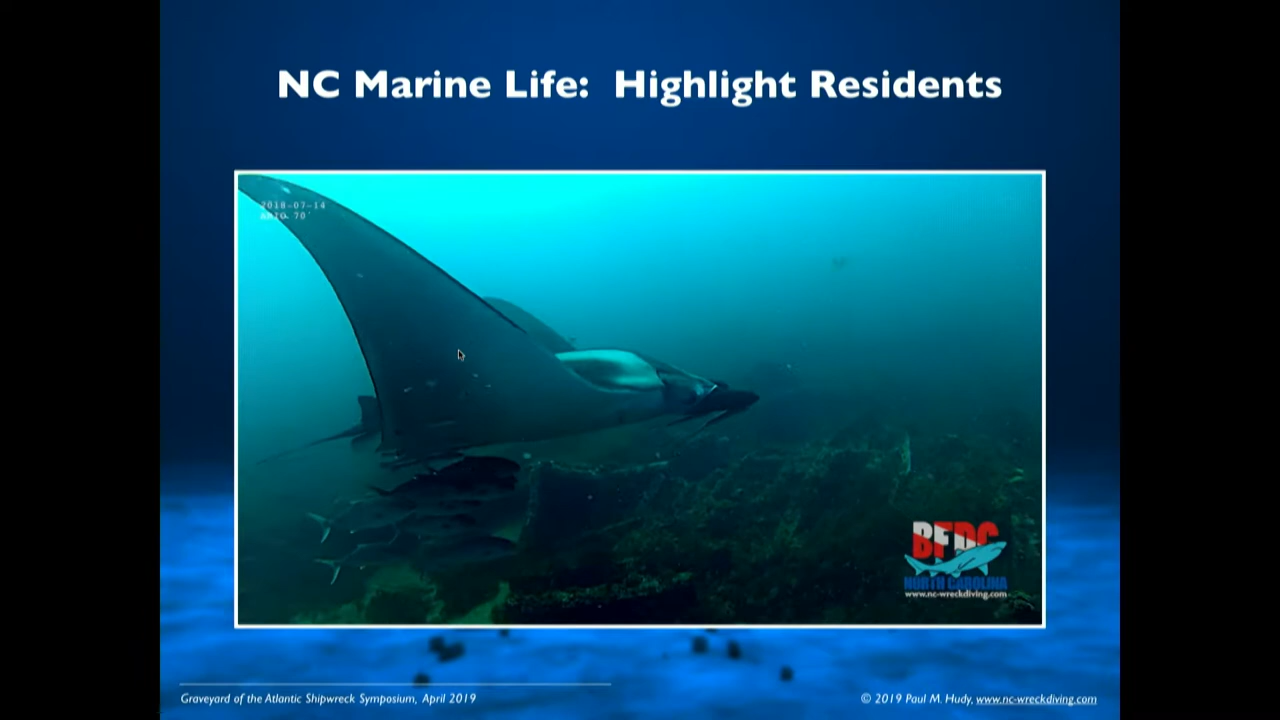 NC Marine Life:  Highlight Residents
2018-07-14
70'
BFDC
NORTH CAROLINA
www.nc-wreckdiving.com
Graveyard of the Atlantic Shipwreck Symposium, April 2019
© 2019 Paul M. Hudy, www.nc-wreckdiving.com